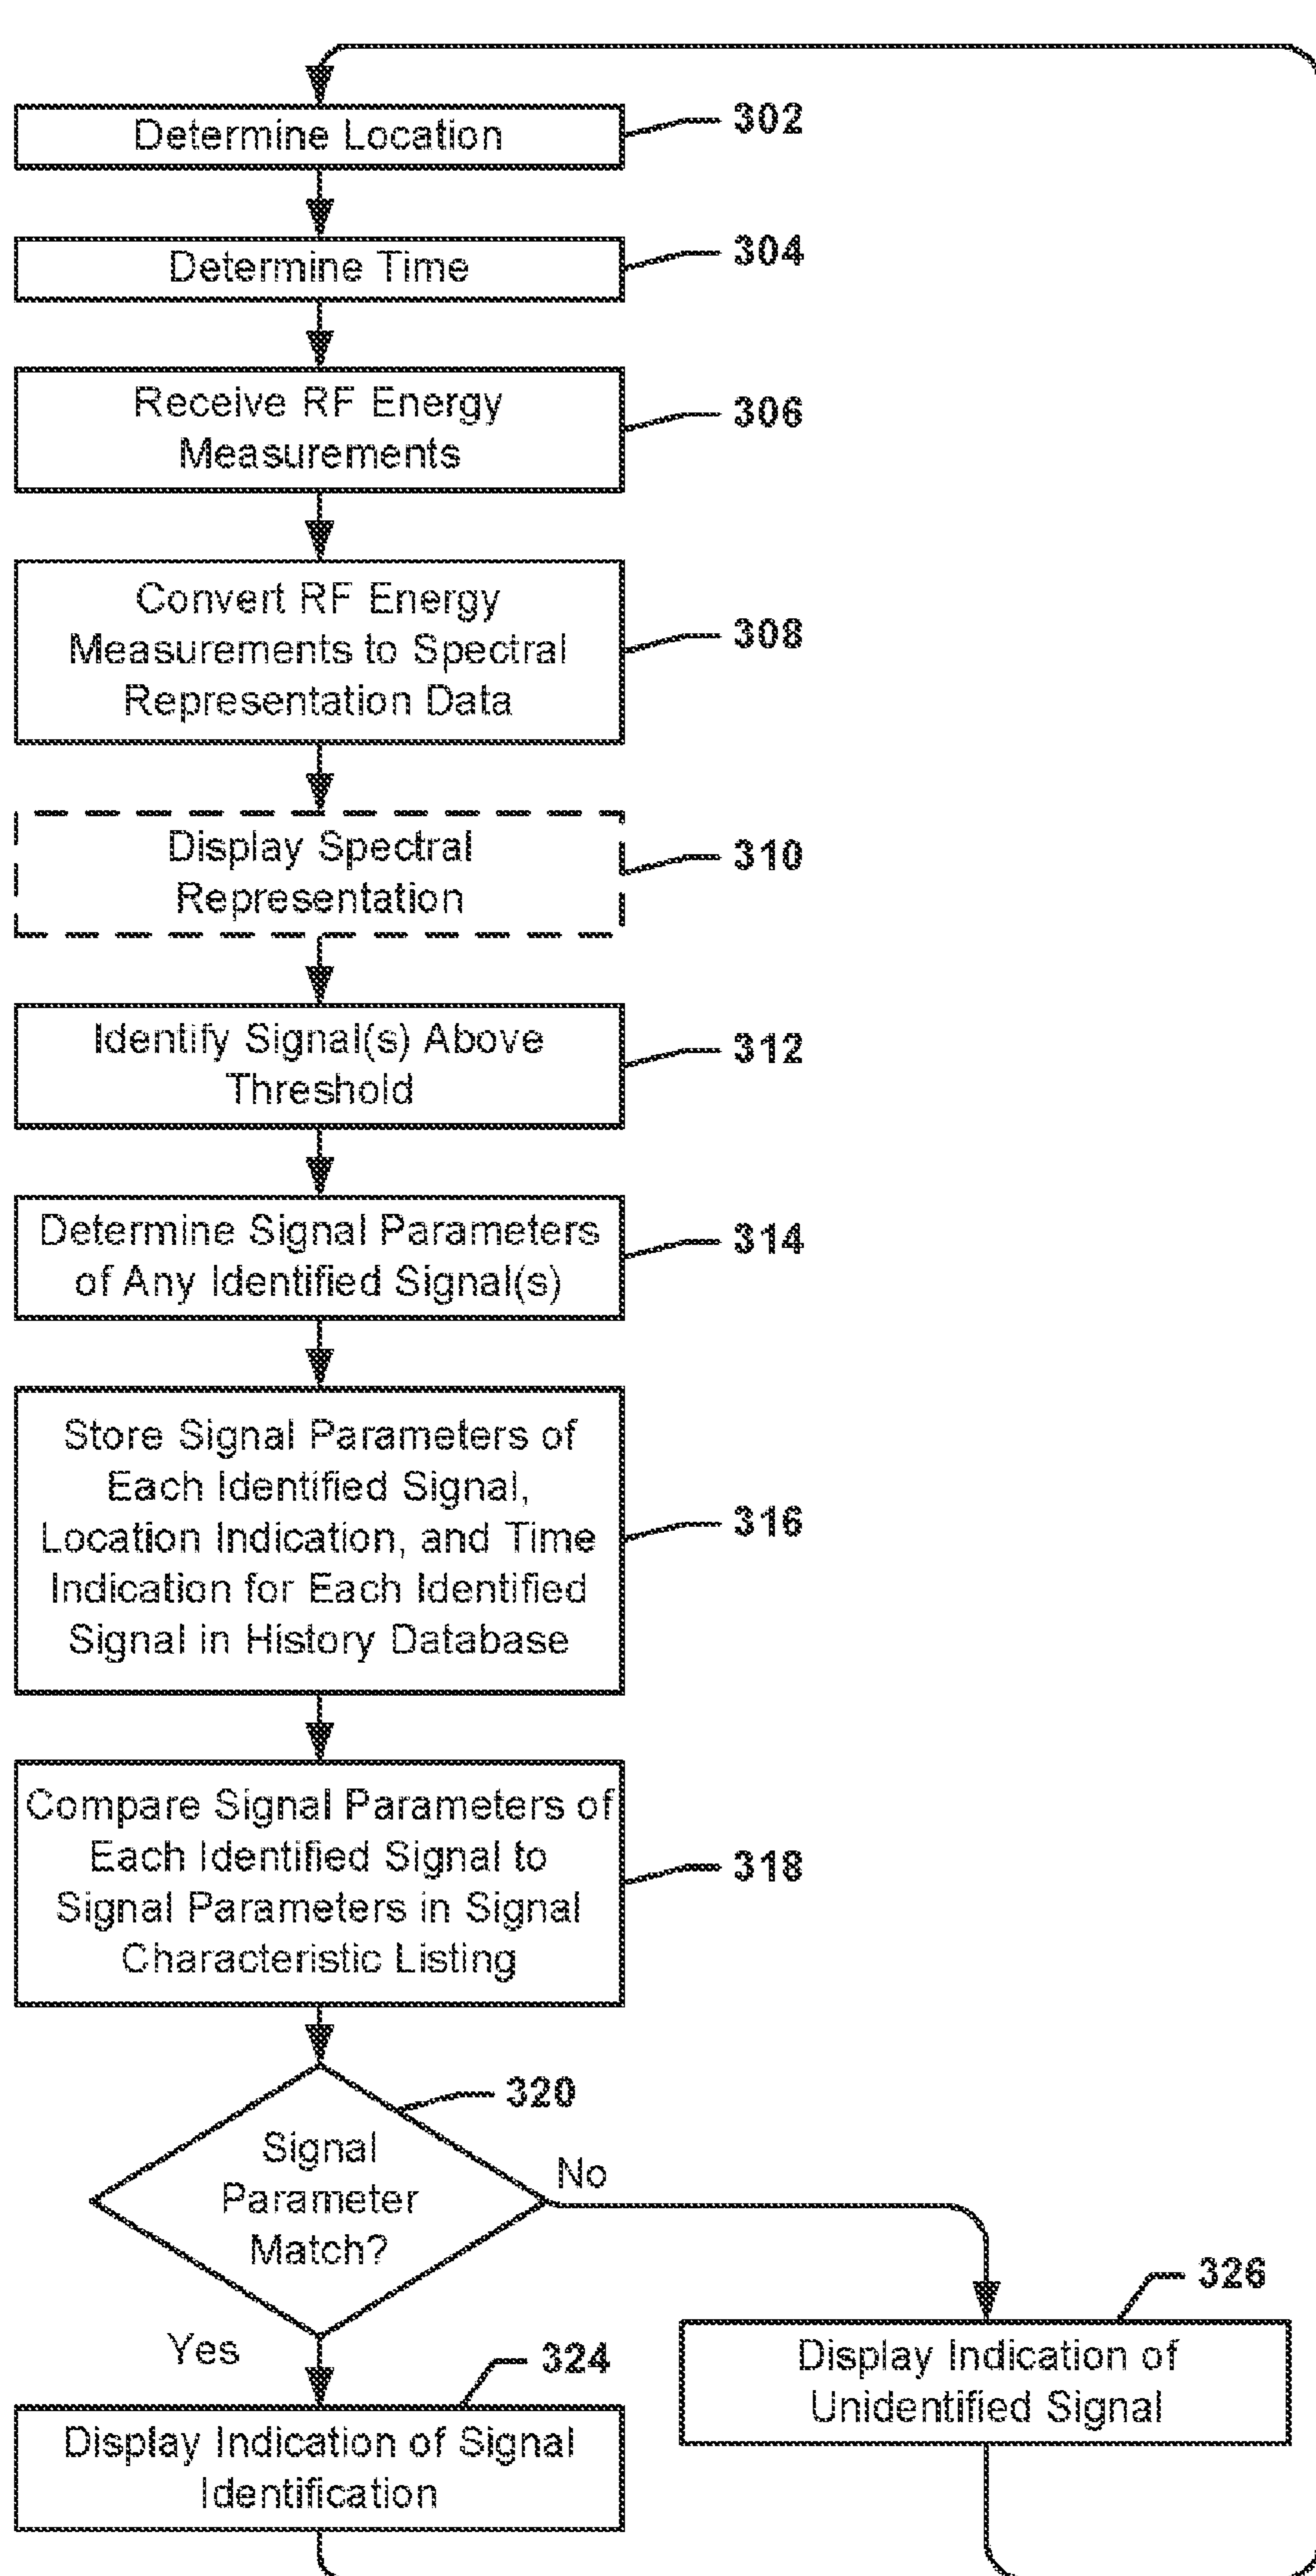 Determine Location
302
Determine Time
304
Receive RF Energy
Measurements
306
Convert RF Energy
Measurements to Spectral
Representation Data
308
Display Spectral
Representation
310
Identify Signal(s) Above
Threshold
312
Determine Signal Parameters
of Any Identified Signal(s)
314
Store Signal Parameters of
Each Identified Signal,
Location Indication, and Time
Indication for Each Identified
Signal in History Database
316
Compare Signal Parameters of
Each Identified Signal to
Signal Parameters in Signal
Characteristic Listing
318
320
Signal
Parameter
Match?
No
Yes
326
Display Indication of
Unidentified Signal
324
Display Indication of Signal
Identification